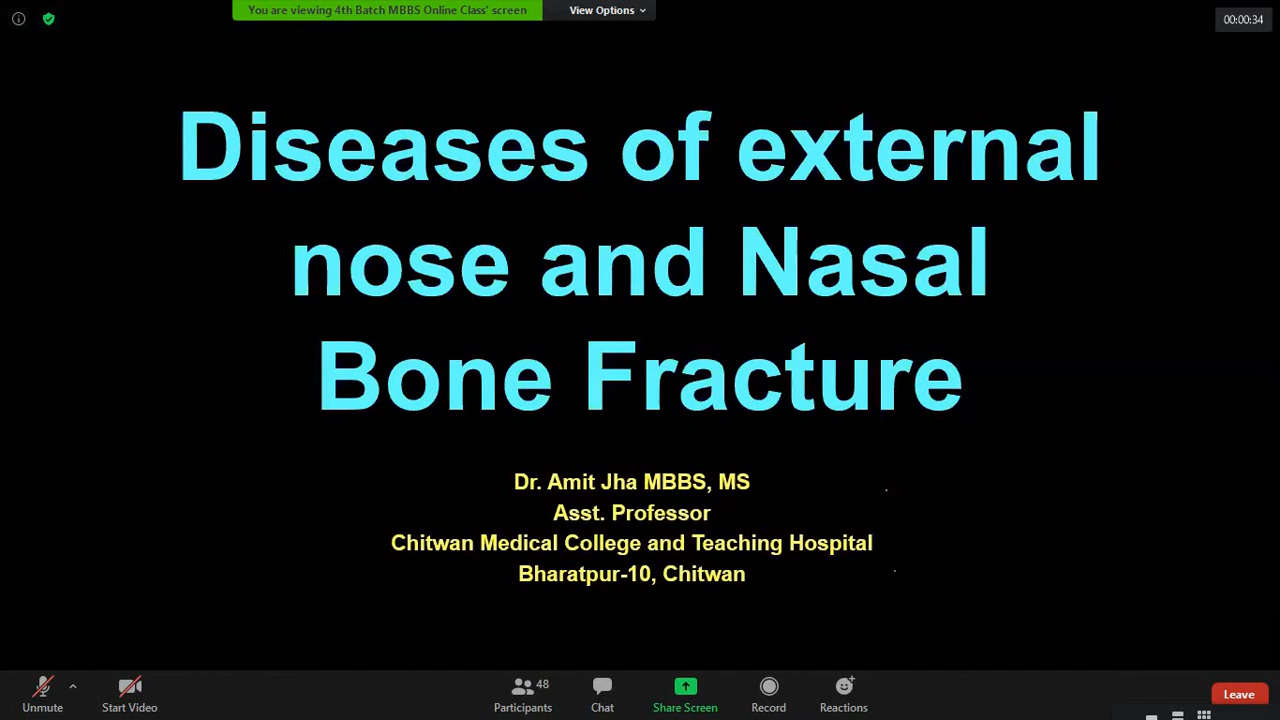 You are viewing 4th Batch MBBS Online Class' screen
View Options
00:00:34
Diseases of external
nose and Nasal
Bone Fracture
Dr. Amit Jha MBBS, MS
Asst. Professor
Chitwan Medical College and Teaching Hospital
Bharatpur-10, Chitwan
Unmute
Start Video
48
Participants
Chat
Share Screen
Record
Reactions
Leave